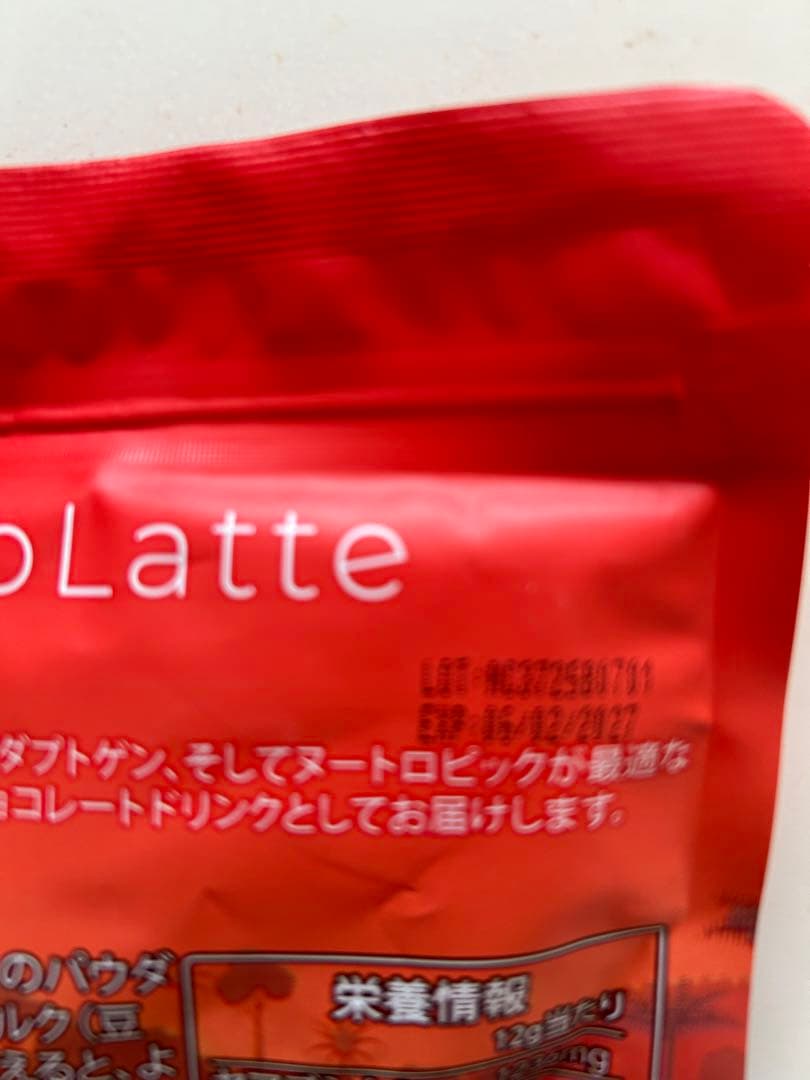 oLatte
LOT:AC372580701
EXP:06/02/2027
ダプトゲン、そしてヌートロピックが最適な
ョコレートドリンクとしてお届けします。
のパウダ
ルク（豆
えると、よ
栄養情報
12g当たり